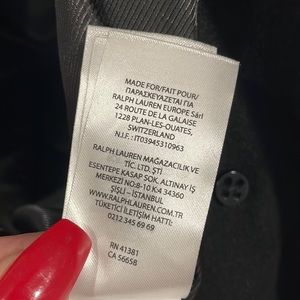 MADE FOR/FAIT POUR/
ΠΑΡΑΣΚΕΥΑΖΕΤΑΙ ΓΙΑ
RALPH LAUREN EUROPE Sàrl
24 ROUTE DE LA GALAISE
1228 PLAN-LES-OUATES,
SWITZERLAND
N.I.F. : IT03945310963
RALPH LAUREN MAGAZACILIK VE
TİC. LTD. ŞTİ
ESENTEPE KASAP SOK. ALTINAY İŞ
MERKEZİ NO:8-10 K:4 34360
ŞİŞLİ – İSTANBUL
WWW.RALPHLAUREN.COM.TR
TÜKETİCİ İLETİŞİM HATTI:
0212 345 69 69
RN 41381
CA 56658